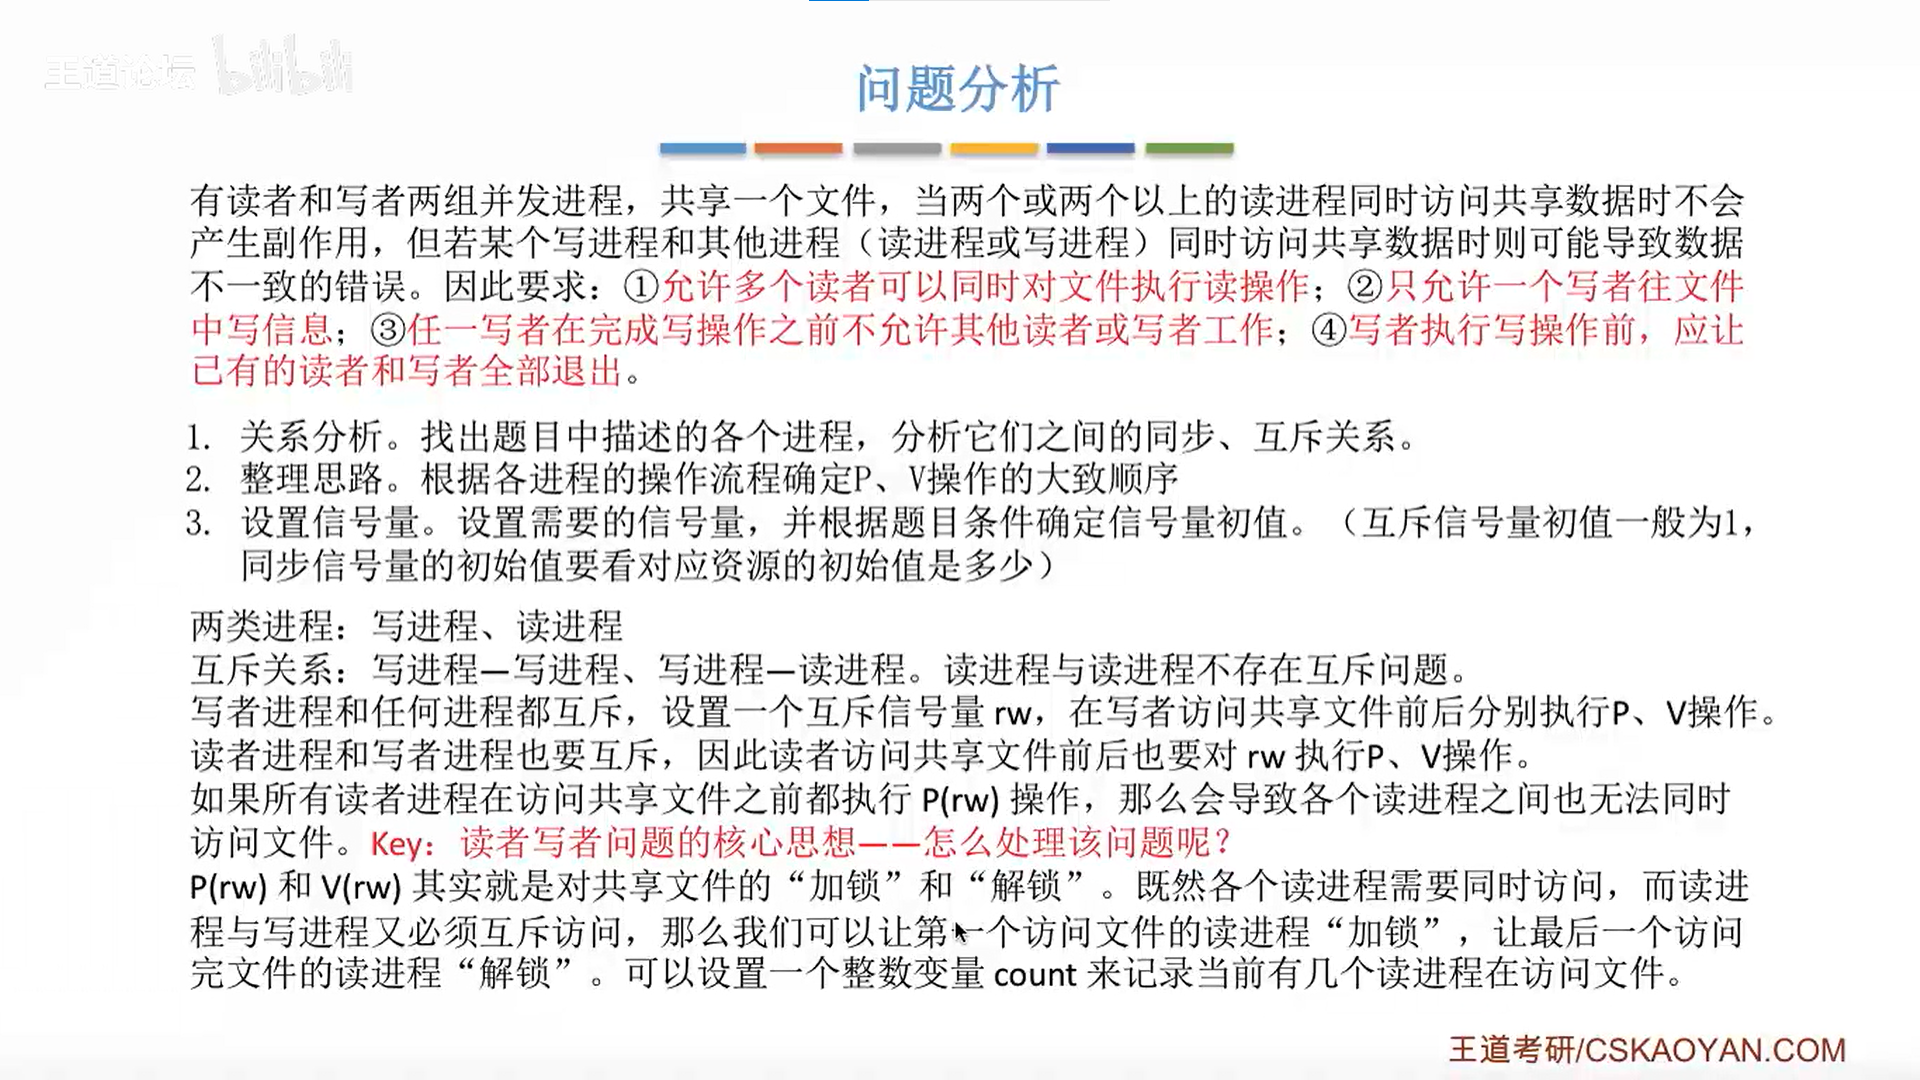 王道论坛 bilibili
问题分析
有读者和写者两组并发进程，共享一个文件，当两个或两个以上的读进程同时访问共享数据时不会
产生副作用，但若某个写进程和其他进程（读进程或写进程）同时访问共享数据时则可能导致数据
不一致的错误。因此要求：①允许多个读者可以同时对文件执行读操作；②只允许一个写者往文件
中写信息；③任一写者在完成写操作之前不允许其他读者或写者工作；④写者执行写操作前，应让
已有的读者和写者全部退出。
1. 关系分析。找出题目中描述的各个进程，分析它们之间的同步、互斥关系。
2. 整理思路。根据各进程的操作流程确定P、V操作的大致顺序
3. 设置信号量。设置需要的信号量，并根据题目条件确定信号量初值。（互斥信号量初值一般为1，
同步信号量的初始值要看对应资源的初始值是多少）
两类进程：写进程、读进程
互斥关系：写进程—写进程、写进程—读进程。读进程与读进程不存在互斥问题。
写者进程和任何进程都互斥，设置一个互斥信号量 rw，在写者访问共享文件前后分别执行P、V操作。
读者进程和写者进程也要互斥，因此读者访问共享文件前后也要对 rw 执行P、V操作。
如果所有读者进程在访问共享文件之前都执行 P(rw) 操作，那么会导致各个读进程之间也无法同时
访问文件。Key：读者写者问题的核心思想——怎么处理该问题呢？
P(rw) 和 V(rw) 其实就是对共享文件的“加锁”和“解锁”。既然各个读进程需要同时访问，而读进
程与写进程又必须互斥访问，那么我们可以让第一个访问文件的读进程“加锁”，让最后一个访问
完文件的读进程“解锁”。可以设置一个整数变量 count 来记录当前有几个读进程在访问文件。
王道考研/CSKAOYAN.COM